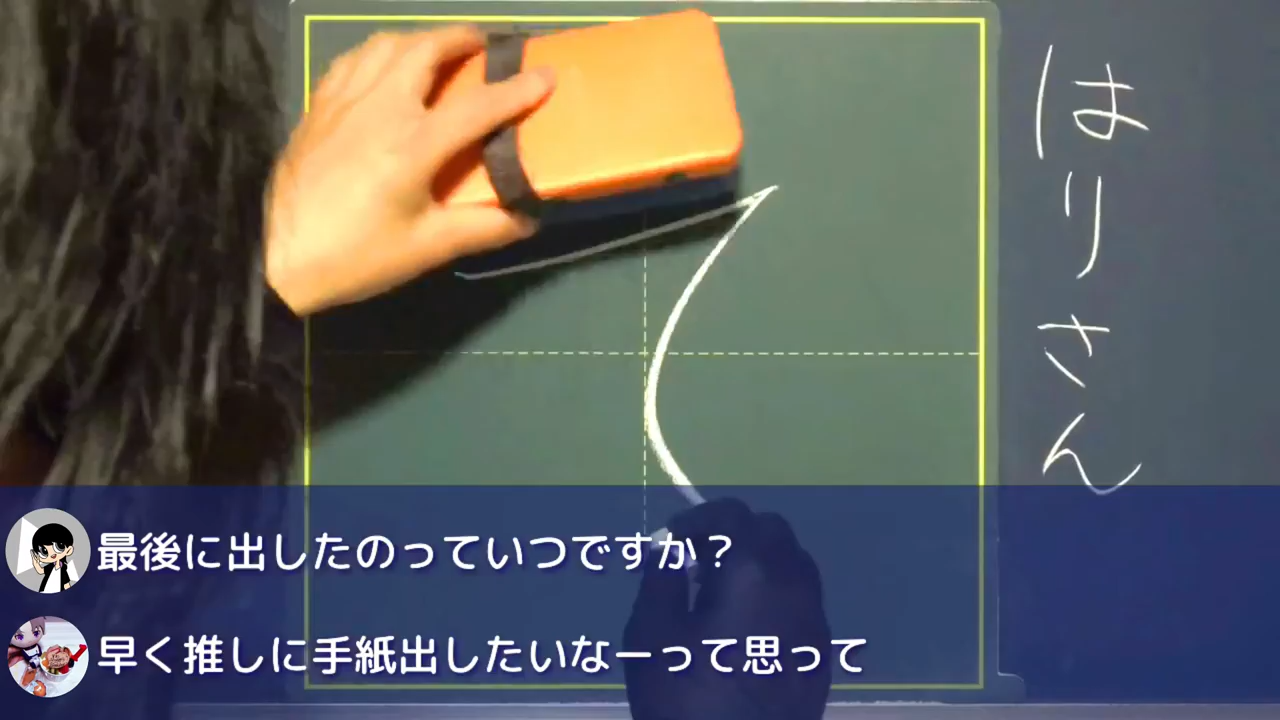 はりさん
最後に出したのっていつですか？
早く推しに手紙出したいなーって思って